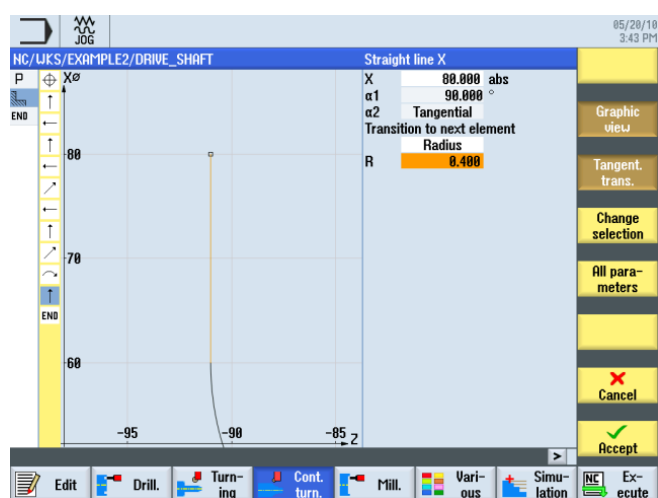 JOG
05/20/10
3:43 PM
NC/WKS/EXAMPLE2/DRIVE_SHAFT
Straight line X
P
END
END
XØ
80
70
60
-95
-90
-85
Z
X 80.000 abs
α1 90.000 °
α2 Tangential
Transition to next element
Radius
R 0.400
Graphic
view
Tangent.
trans.
Change
selection
All para-
meters
Cancel
Accept
>
Edit
Drill.
Turn-
ing
Cont.
turn.
Mill.
Vari-
ous
Simu-
lation
NC
Ex-
ecute